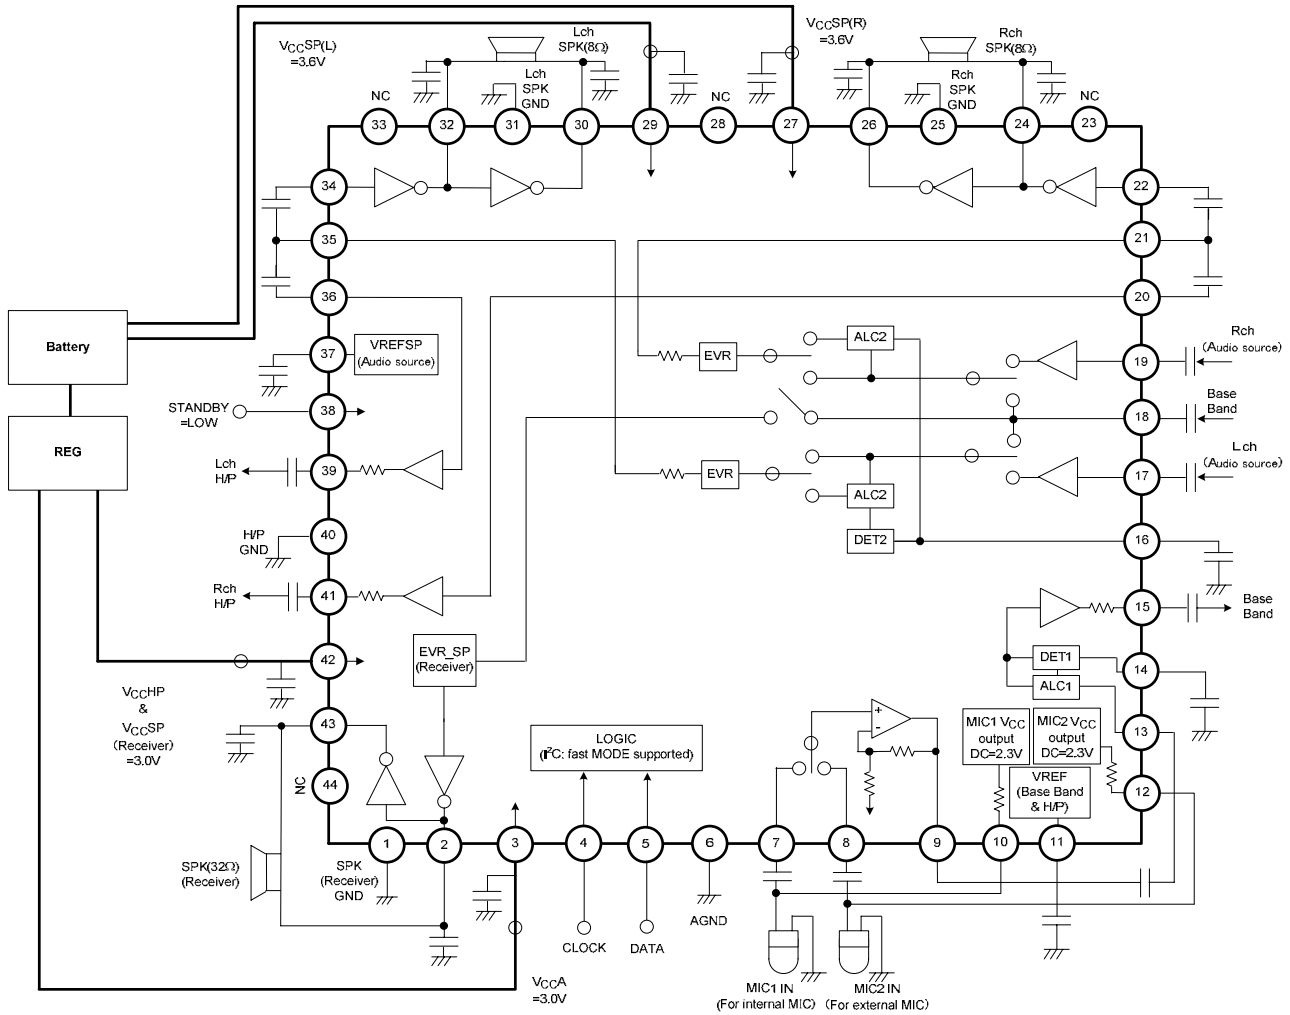 VCCSP(L)
=3.6V
Lch
SPK(8Ω)
VCCSP(R)
=3.6V
Rch
SPK(8Ω)
Lch
SPK
GND
Rch
SPK
GND
NC
NC
NC
33
32
31
30
29
28
27
26
25
24
23
34
22
35
21
36
20
Battery
REG
37
VREFSP
(Audio source)
EVR
ALC2
19
Rch
(Audio source)
STANDBY
=LOW
38
18
Base
Band
Lch
H/P
39
EVR
ALC2
17
Lch
(Audio source)
H/P
GND
40
DET2
16
Rch
H/P
41
15
Base
Band
42
EVR_SP
(Receiver)
DET1
ALC1
14
VCCHP
&
VCCSP
(Receiver)
=3.0V
43
LOGIC
(I2C: fast MODE supported)
+
-
MIC1 VCC
output
DC=2.3V
MIC2 VCC
output
DC=2.3V
13
NC
44
VREF
(Base Band
& H/P)
12
1
2
3
4
5
6
7
8
9
10
11
SPK(32Ω)
(Receiver)
SPK
(Receiver)
GND
CLOCK
DATA
AGND
VCCA
=3.0V
MIC1 IN
(For internal MIC)
MIC2 IN
(For external MIC)